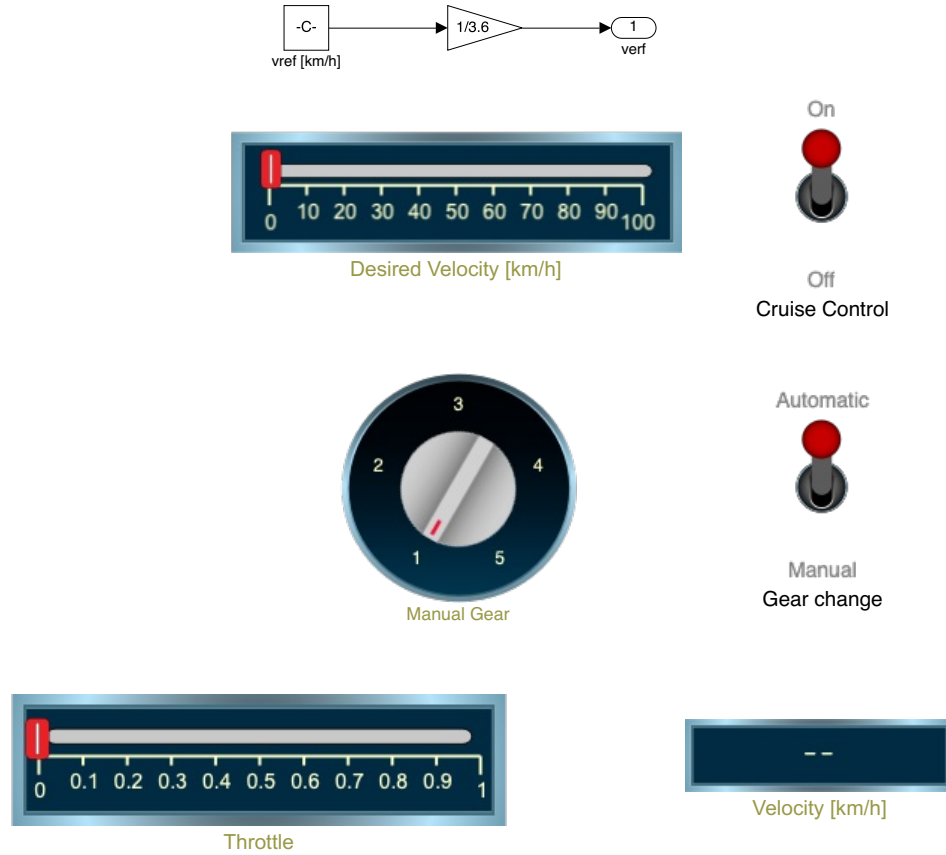 -C-
1/3.6
1
vref [km/h]
verf
On
0 10 20 30 40 50 60 70 80 90 100
Desired Velocity [km/h]
Off
Cruise Control
3
2 4
1 5
Manual Gear
Automatic
Manual
Gear change
0 0.1 0.2 0.3 0.4 0.5 0.6 0.7 0.8 0.9 1
Throttle
--
Velocity [km/h]